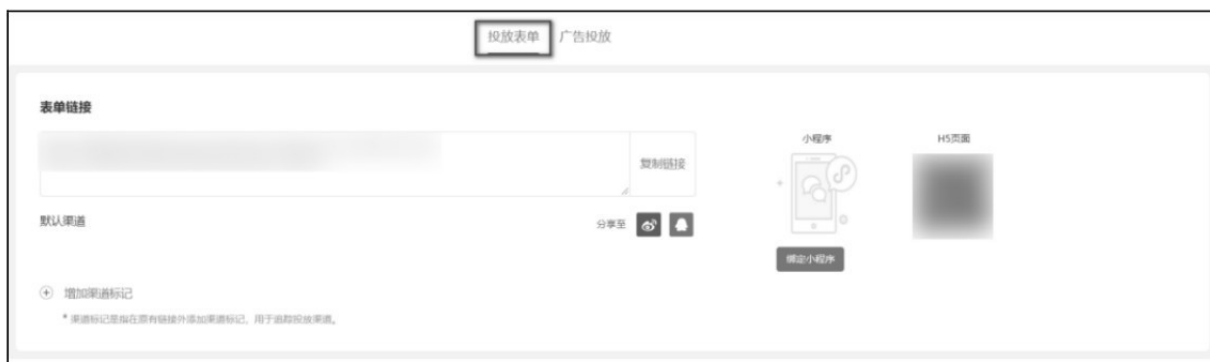 投放表单 广告投放
表单链接
小程序 H5页面
复制链接
默认渠道
分享至
绑定小程序
增加渠道标记
* 渠道标记是指在原有链接外添加渠道标记，用于追踪投放渠道。